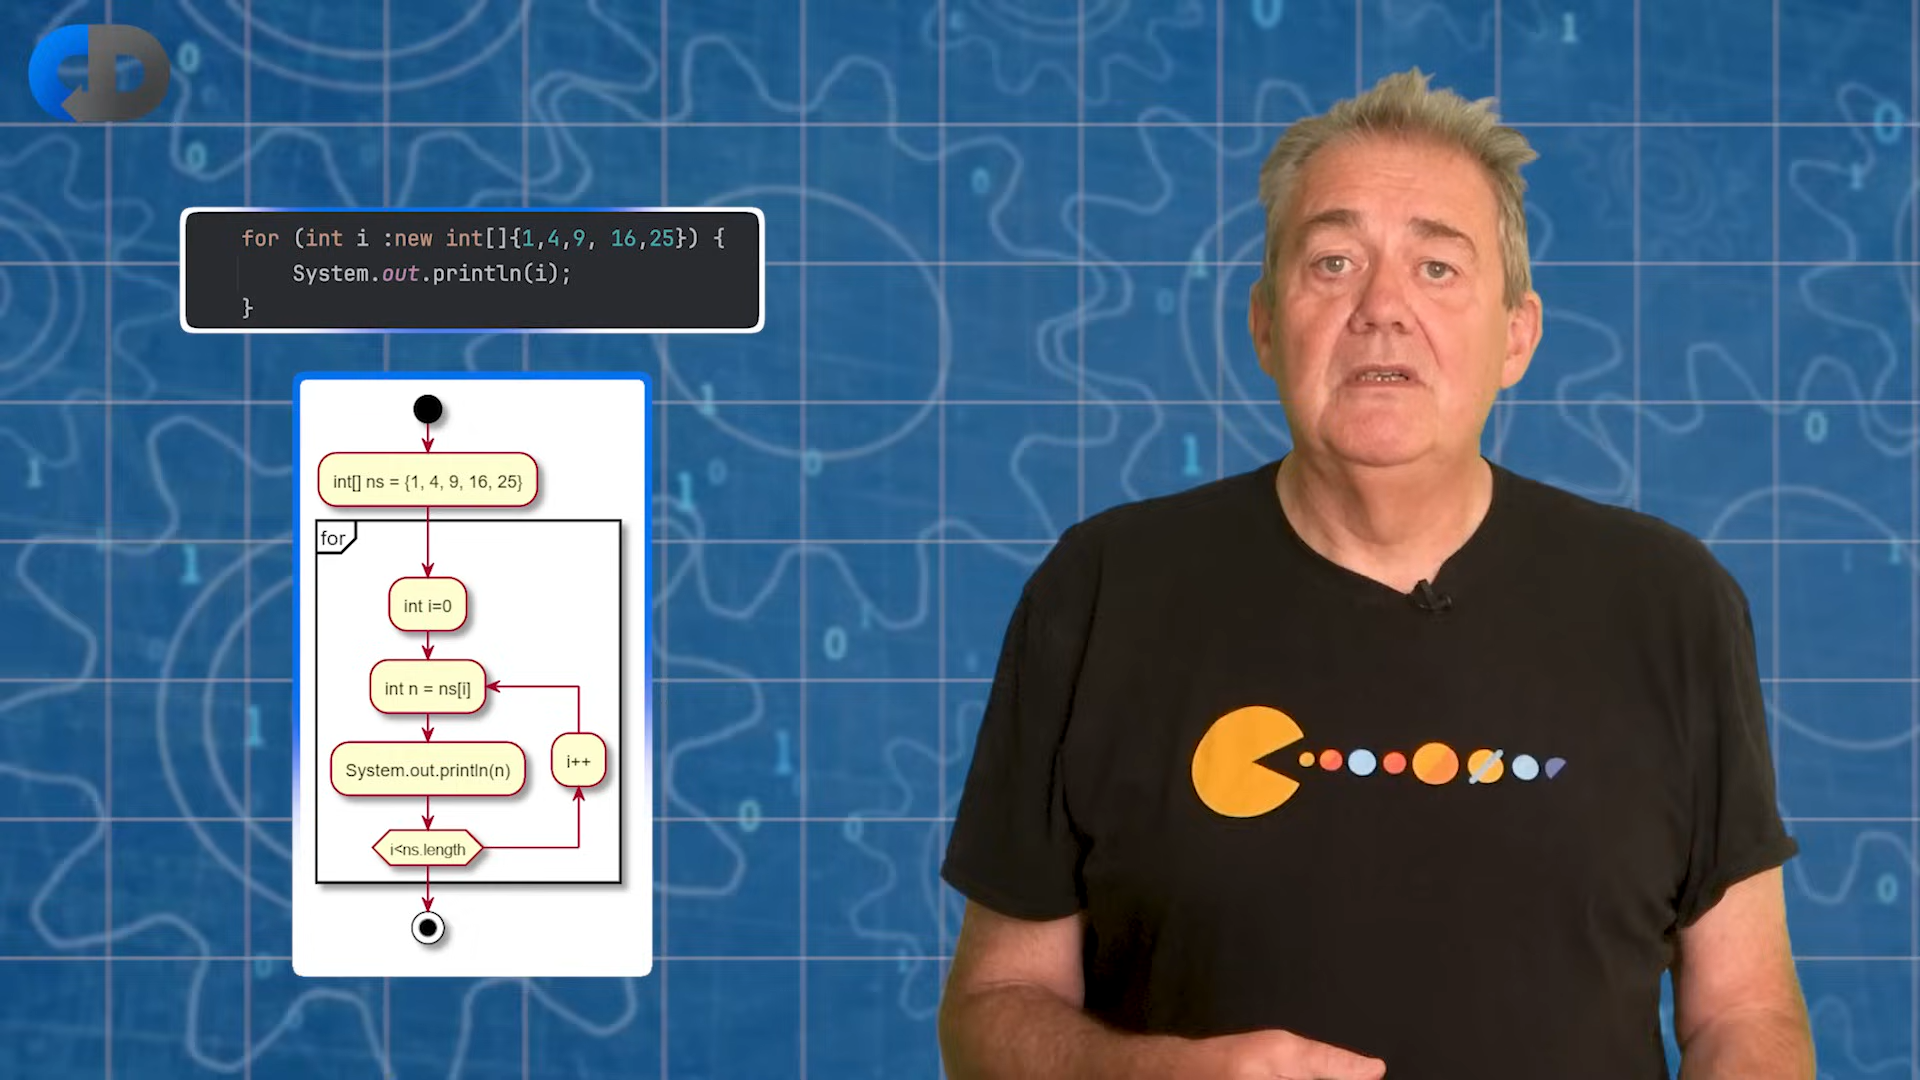 for (int i :new int[]{1,4,9, 16,25}) {
System.out.println(i);
}
int[] ns = {1, 4, 9, 16, 25}
for
int i=0
int n = ns[i]
System.out.println(n)
i++
i<ns.length